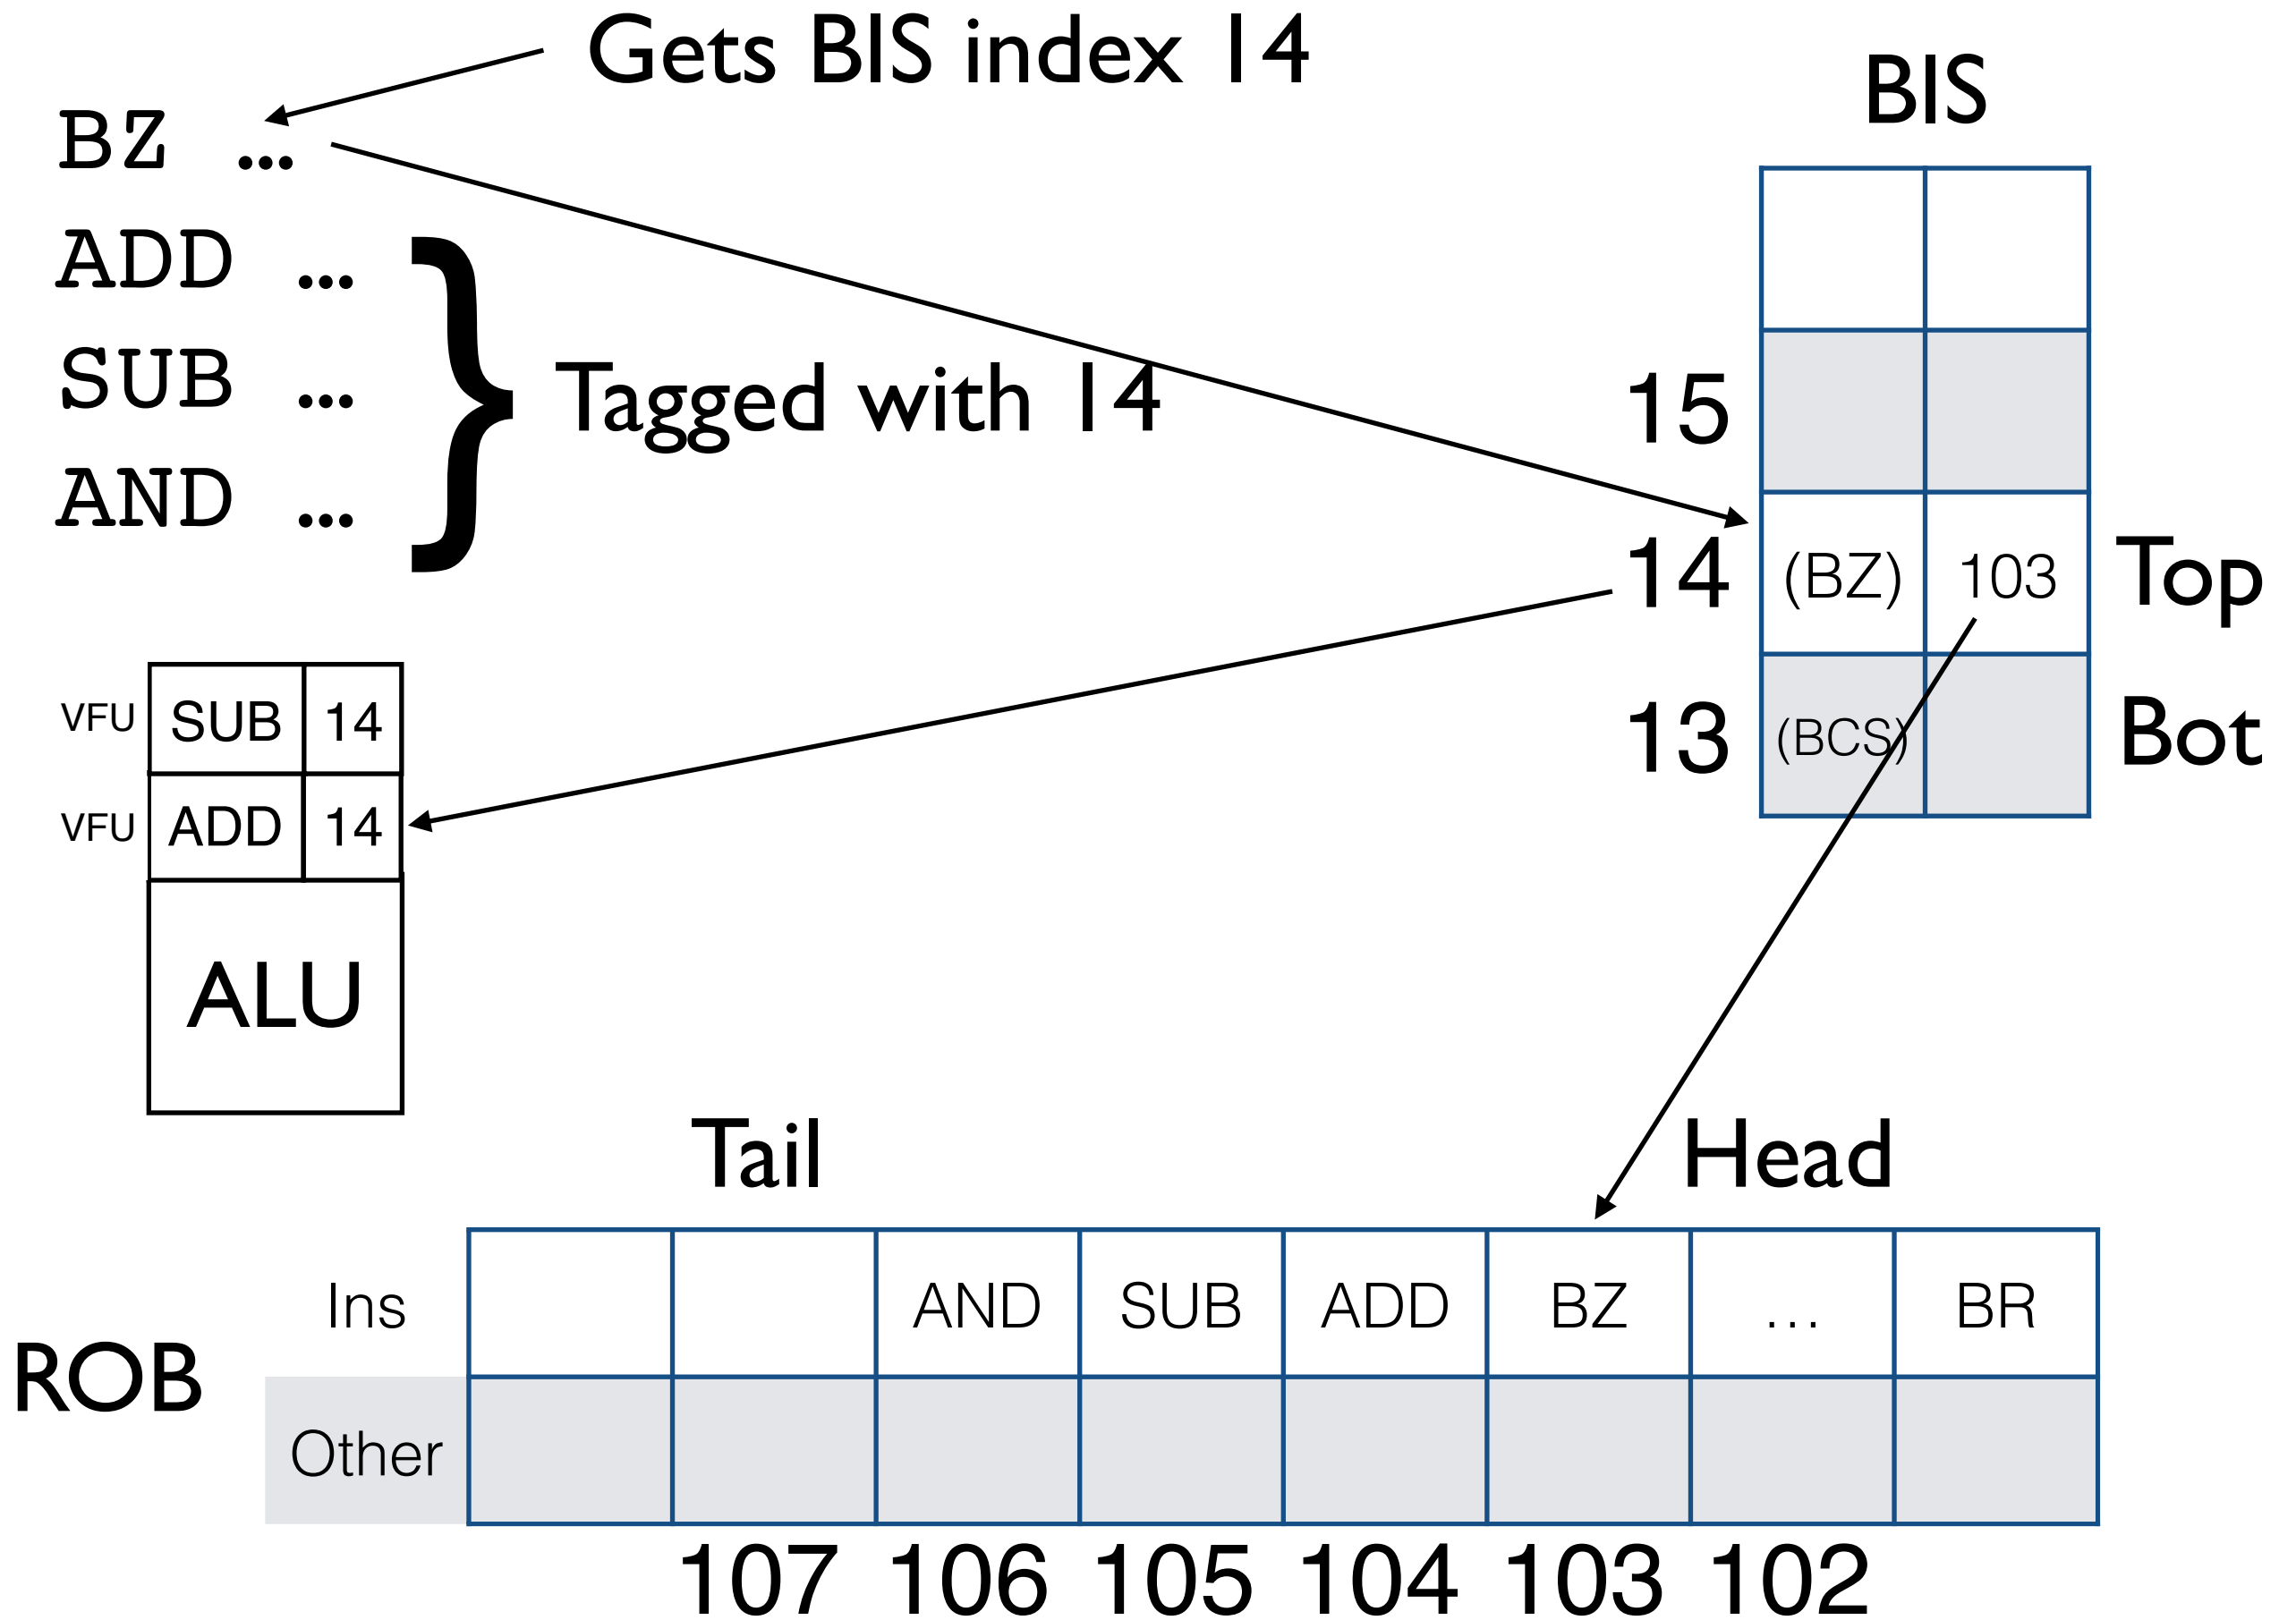 Gets BIS index 14
BIS
BZ ...
ADD ...
SUB ...
AND ...
Tagged with 14
15
14 (BZ) 103 Top
13 (BCS) Bot
VFU SUB 14
VFU ADD 14
ALU
Tail Head
Ins AND SUB ADD BZ ... BR
ROB
Other
107 106 105 104 103 102